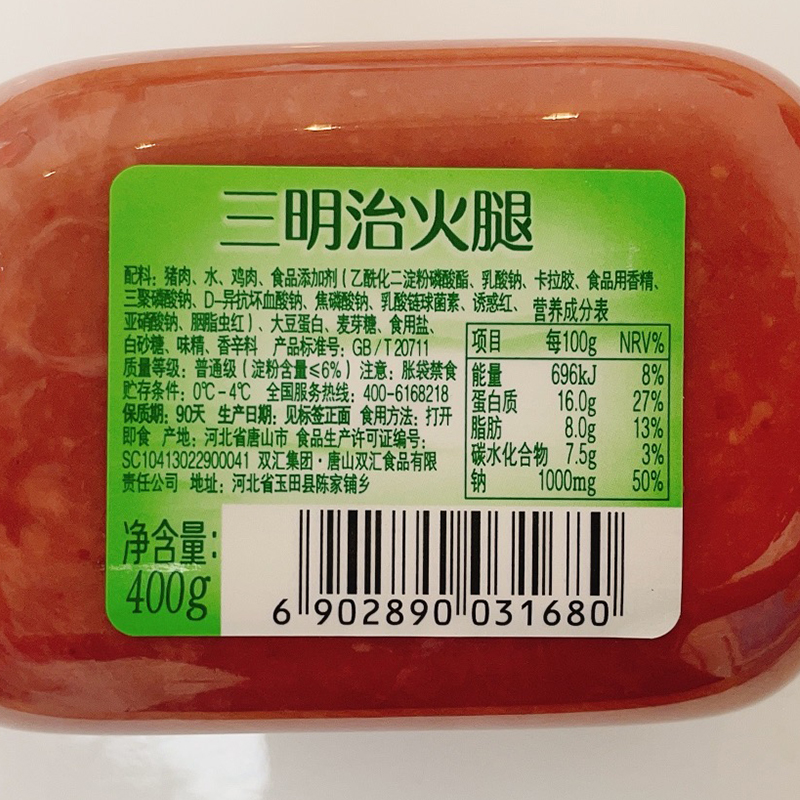 三明治火腿
配料：猪肉、水、鸡肉、食品添加剂（乙酰化二淀粉磷酸酯、乳酸钠、卡拉胶、食品用香精、
三聚磷酸钠、D-异抗坏血酸钠、焦磷酸钠、乳酸链球菌素、诱惑红、
亚硝酸钠、胭脂虫红）、大豆蛋白、麦芽糖、食用盐、
白砂糖、味精、香辛料 产品标准号：GB/T20711
质量等级：普通级（淀粉含量≤6%）注意：胀袋禁食
贮存条件：0℃-4℃ 全国服务热线：400-6168218
保质期：90天 生产日期：见标签正面 食用方法：打开
即食 产地：河北省唐山市 食品生产许可证编号：
SC10413022900041 双汇集团·唐山双汇食品有限
责任公司 地址：河北省玉田县陈家铺乡
营养成分表
项目 每100g NRV%
能量 696kJ 8%
蛋白质 16.0g 27%
脂肪 8.0g 13%
碳水化合物 7.5g 3%
钠 1000mg 50%
净含量：
400g
6 902890 031680